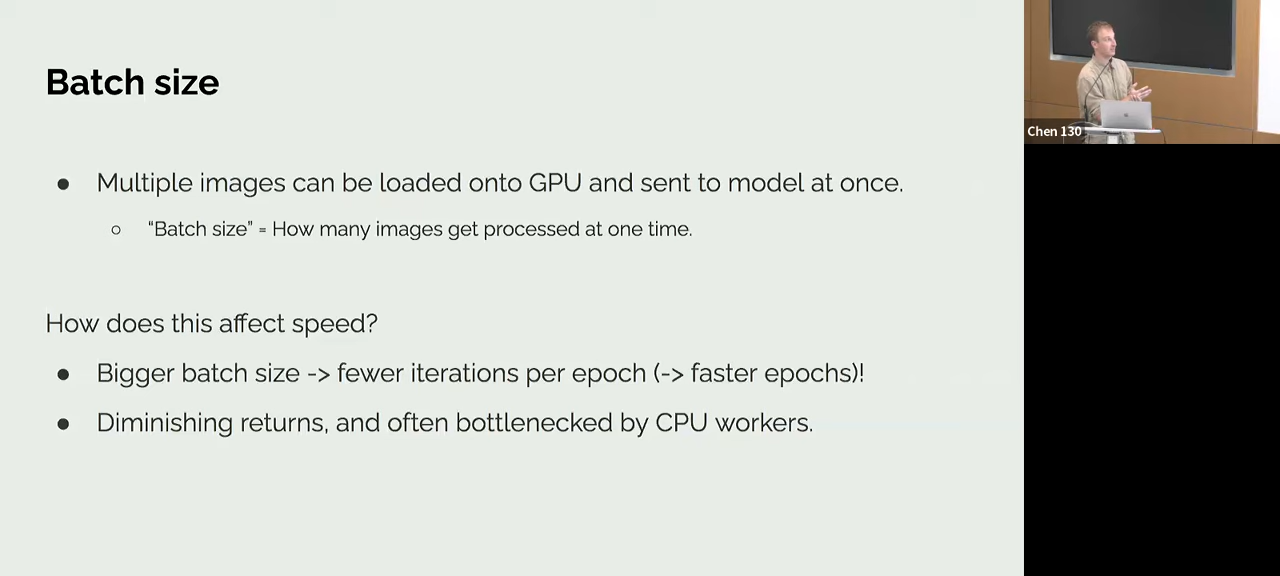 Batch size
● Multiple images can be loaded onto GPU and sent to model at once.
○ “Batch size” = How many images get processed at one time.
How does this affect speed?
● Bigger batch size -> fewer iterations per epoch (-> faster epochs)!
● Diminishing returns, and often bottlenecked by CPU workers.
Chen 130